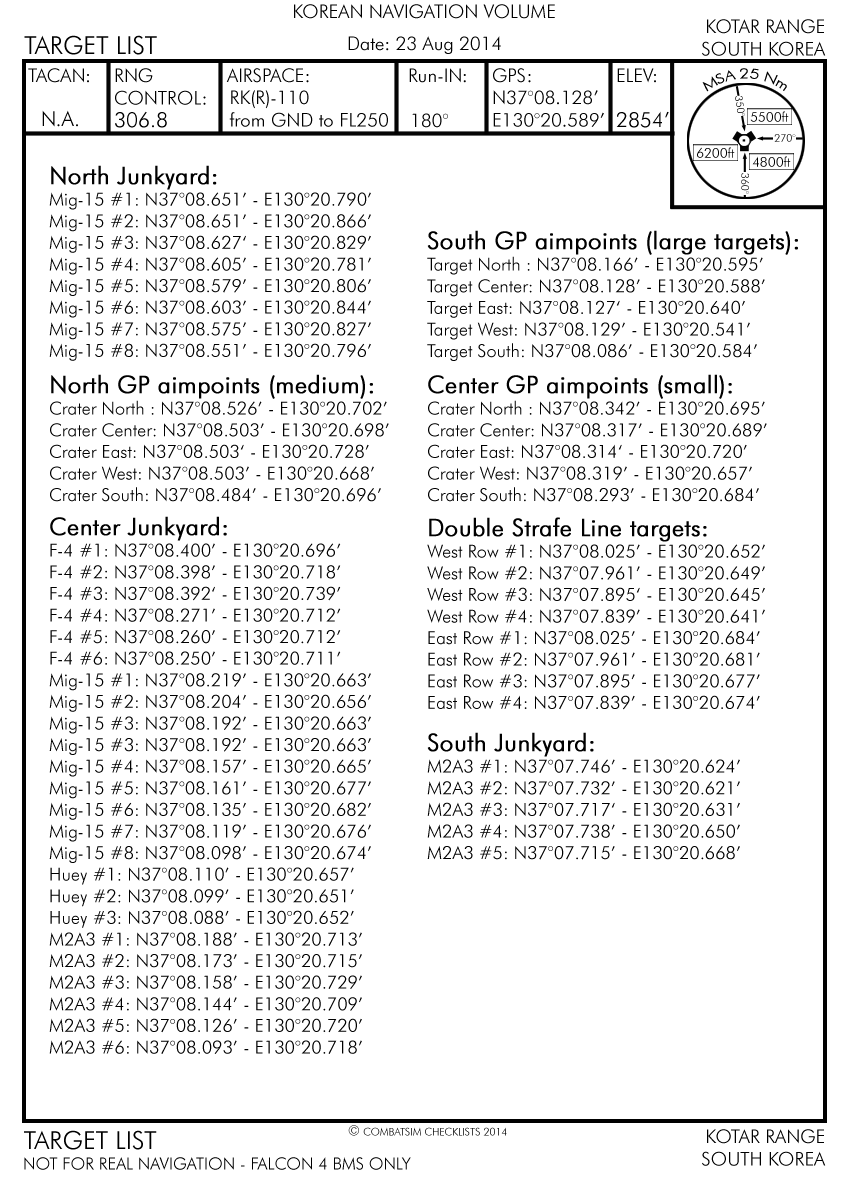 KOREAN NAVIGATION VOLUME
TARGET LIST
Date: 23 Aug 2014
KOTAR RANGE
SOUTH KOREA
TACAN:
N.A.
RNG
CONTROL:
306.8
AIRSPACE:
RK(R)-110
from GND to FL250
Run-IN:
180°
GPS:
N37°08.128’
E130°20.589’
ELEV:
2854’
MSA 25 Nm
350°
5500ft
270°
6200ft
4800ft
360°
North Junkyard:
Mig-15 #1: N37°08.651’ - E130°20.790’
Mig-15 #2: N37°08.651’ - E130°20.866’
Mig-15 #3: N37°08.627’ - E130°20.829’
Mig-15 #4: N37°08.605’ - E130°20.781’
Mig-15 #5: N37°08.579’ - E130°20.806’
Mig-15 #6: N37°08.603’ - E130°20.844’
Mig-15 #7: N37°08.575’ - E130°20.827’
Mig-15 #8: N37°08.551’ - E130°20.796’
North GP aimpoints (medium):
Crater North : N37°08.526’ - E130°20.702’
Crater Center: N37°08.503’ - E130°20.698’
Crater East: N37°08.503’ - E130°20.728’
Crater West: N37°08.503’ - E130°20.668’
Crater South: N37°08.484’ - E130°20.696’
Center Junkyard:
F-4 #1: N37°08.400’ - E130°20.696’
F-4 #2: N37°08.398’ - E130°20.718’
F-4 #3: N37°08.392’ - E130°20.739’
F-4 #4: N37°08.271’ - E130°20.712’
F-4 #5: N37°08.260’ - E130°20.712’
F-4 #6: N37°08.250’ - E130°20.711’
Mig-15 #1: N37°08.219’ - E130°20.663’
Mig-15 #2: N37°08.204’ - E130°20.656’
Mig-15 #3: N37°08.192’ - E130°20.663’
Mig-15 #3: N37°08.192’ - E130°20.663’
Mig-15 #4: N37°08.157’ - E130°20.665’
Mig-15 #5: N37°08.161’ - E130°20.677’
Mig-15 #6: N37°08.135’ - E130°20.682’
Mig-15 #7: N37°08.119’ - E130°20.676’
Mig-15 #8: N37°08.098’ - E130°20.674’
Huey #1: N37°08.110’ - E130°20.657’
Huey #2: N37°08.099’ - E130°20.651’
Huey #3: N37°08.088’ - E130°20.652’
M2A3 #1: N37°08.188’ - E130°20.713’
M2A3 #2: N37°08.173’ - E130°20.715’
M2A3 #3: N37°08.158’ - E130°20.729’
M2A3 #4: N37°08.144’ - E130°20.709’
M2A3 #5: N37°08.126’ - E130°20.720’
M2A3 #6: N37°08.093’ - E130°20.718’
South GP aimpoints (large targets):
Target North : N37°08.166’ - E130°20.595’
Target Center: N37°08.128’ - E130°20.588’
Target East: N37°08.127’ - E130°20.640’
Target West: N37°08.129’ - E130°20.541’
Target South: N37°08.086’ - E130°20.584’
Center GP aimpoints (small):
Crater North : N37°08.342’ - E130°20.695’
Crater Center: N37°08.317’ - E130°20.689’
Crater East: N37°08.314’ - E130°20.720’
Crater West: N37°08.319’ - E130°20.657’
Crater South: N37°08.293’ - E130°20.684’
Double Strafe Line targets:
West Row #1: N37°08.025’ - E130°20.652’
West Row #2: N37°07.961’ - E130°20.649’
West Row #3: N37°07.895’ - E130°20.645’
West Row #4: N37°07.839’ - E130°20.641’
East Row #1: N37°08.025’ - E130°20.684’
East Row #2: N37°07.961’ - E130°20.681’
East Row #3: N37°07.895’ - E130°20.677’
East Row #4: N37°07.839’ - E130°20.674’
South Junkyard:
M2A3 #1: N37°07.746’ - E130°20.624’
M2A3 #2: N37°07.732’ - E130°20.621’
M2A3 #3: N37°07.717’ - E130°20.631’
M2A3 #4: N37°07.738’ - E130°20.650’
M2A3 #5: N37°07.715’ - E130°20.668’
TARGET LIST
NOT FOR REAL NAVIGATION - FALCON 4 BMS ONLY
© COMBATSIM CHECKLISTS 2014
KOTAR RANGE
SOUTH KOREA